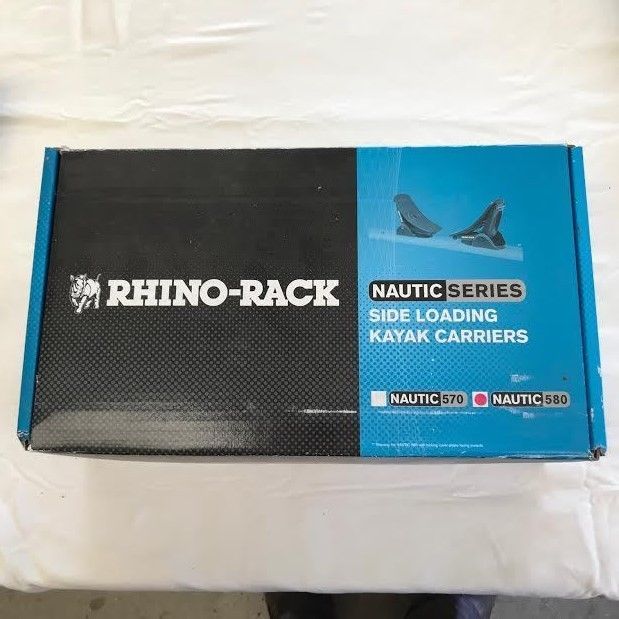 RHINO-RACK
NAUTIC SERIES
SIDE LOADING
KAYAK CARRIERS
NAUTIC 570
NAUTIC 580